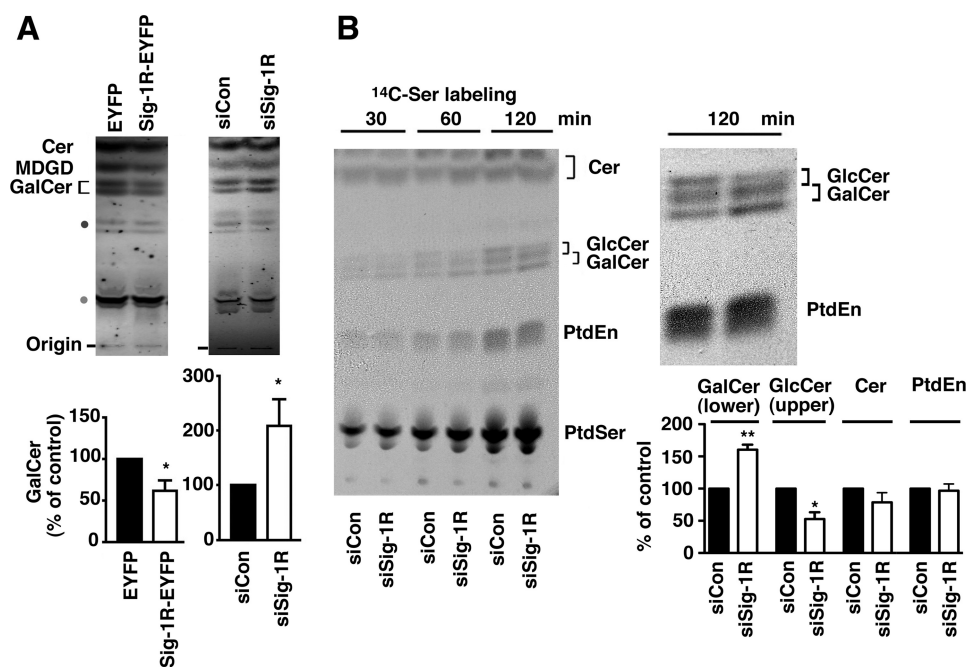 A
EYFP
Sig-1R-EYFP
siCon
siSig-1R
Cer
MDGD
GalCer
Origin
GalCer
(% of control)
150
100
50
0
EYFP
Sig-1R-EYFP
*
300
200
100
0
siCon
siSig-1R
*
B
14C-Ser labeling
30 60 120 min
Cer
GlcCer
GalCer
PtdEn
PtdSer
siCon
siSig-1R
siCon
siSig-1R
siCon
siSig-1R
120
GlcCer
GalCer
PtdEn
GalCer GlcCer Cer PtdEn
(lower) (upper)
% of control
200
150
100
50
0
**
*
siCon
siSig-1R
siCon
siSig-1R
siCon
siSig-1R
siCon
siSig-1R